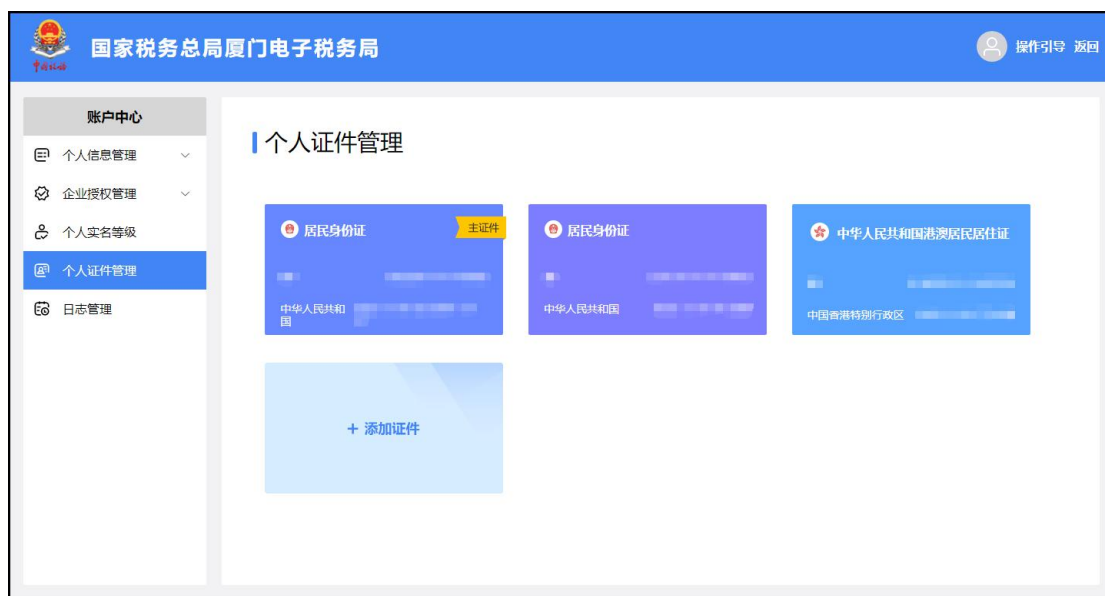 中国税务
国家税务总局厦门电子税务局
操作引导 返回
账户中心
个人信息管理
企业授权管理
个人实名等级
个人证件管理
日志管理
个人证件管理
居民身份证
主证件
中华人民共和
国
居民身份证
中华人民共和国
中华人民共和国港澳居民居住证
中国香港特别行政区
+ 添加证件